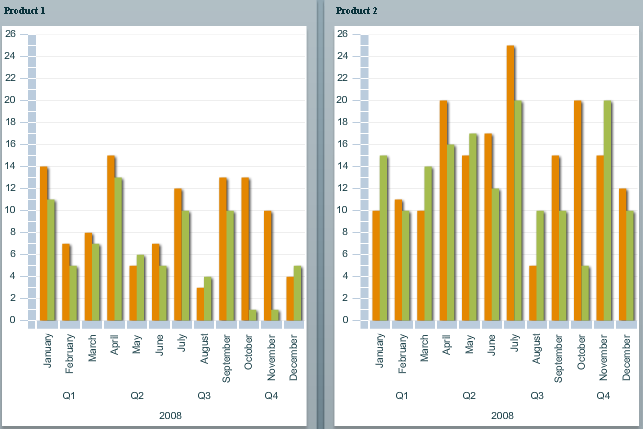 Product 1
26
24
22
20
18
16
14
12
10
8
6
4
2
0
January
February
March
April
May
June
July
August
September
October
November
December
Q1 Q2 Q3 Q4
2008
Product 2
26
24
22
20
18
16
14
12
10
8
6
4
2
0
January
February
March
April
May
June
July
August
September
October
November
December
Q1 Q2 Q3 Q4
2008